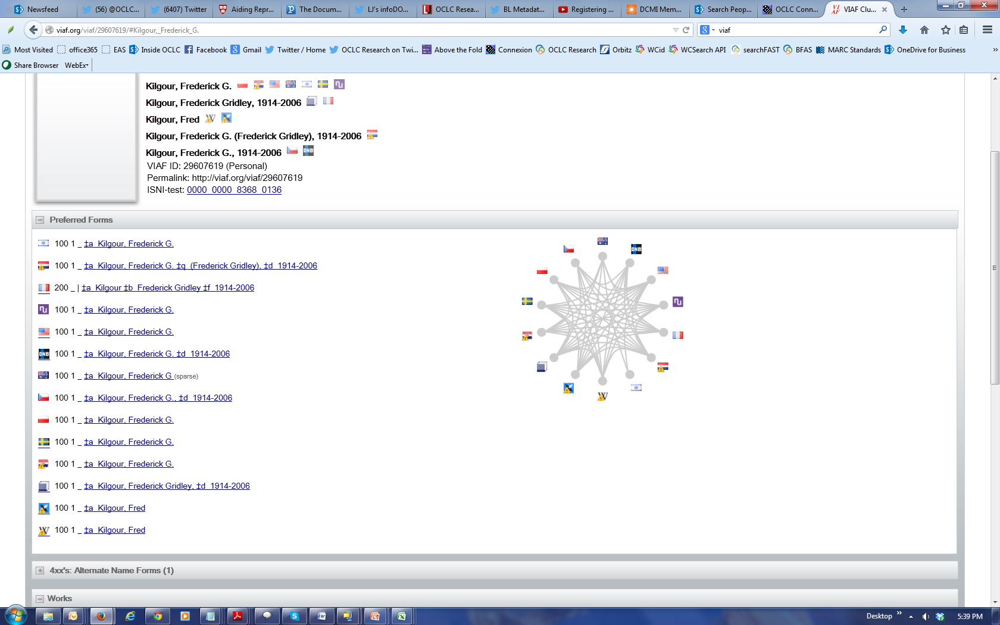 Newsfeed (56) @OCLC... (6407) Twitter Aiding Repr... The Docum... LJ's infoDO... OCLC Resea... BL Metadat... Registering ... DCMI Mem... Search Peop... OCLC Conn... VIAF Clu...
viaf.org/viaf/29607619/#Kilgour,_Frederick_G. viaf
Most Visited office365 EAS Inside OCLC Facebook Gmail Twitter / Home OCLC Research on Twi... Above the Fold Connexion OCLC Research Orbitz WCid WCSearch API searchFAST BFAS MARC Standards OneDrive for Business »
Share Browser WebEx
Kilgour, Frederick G.
Kilgour, Frederick Gridley, 1914-2006
Kilgour, Fred
Kilgour, Frederick G. (Frederick Gridley), 1914-2006
Kilgour, Frederick G., 1914-2006
VIAF ID: 29607619 (Personal)
Permalink: http://viaf.org/viaf/29607619
ISNI-test: 0000 0000 8368 0136
Preferred Forms
100 1 _ ‡a Kilgour, Frederick G.
100 1 _ ‡a Kilgour, Frederick G. ‡q (Frederick Gridley), ‡d 1914-2006
200 _ | ‡a Kilgour ‡b Frederick Gridley ‡f 1914-2006
100 1 _ ‡a Kilgour, Frederick G.
100 1 _ ‡a Kilgour, Frederick G.
DNB 100 1 _ ‡a Kilgour, Frederick G. ‡d 1914-2006
100 1 _ ‡a Kilgour, Frederick G (sparse)
100 1 _ ‡a Kilgour, Frederick G., ‡d 1914-2006
100 1 _ ‡a Kilgour, Frederick G.
100 1 _ ‡a Kilgour, Frederick G.
100 1 _ ‡a Kilgour, Frederick G.
100 1 _ ‡a Kilgour, Frederick Gridley, ‡d 1914-2006
100 1 _ ‡a Kilgour, Fred
100 1 _ ‡a Kilgour, Fred
4xx's: Alternate Name Forms (1)
Works
Desktop » 5:39 PM